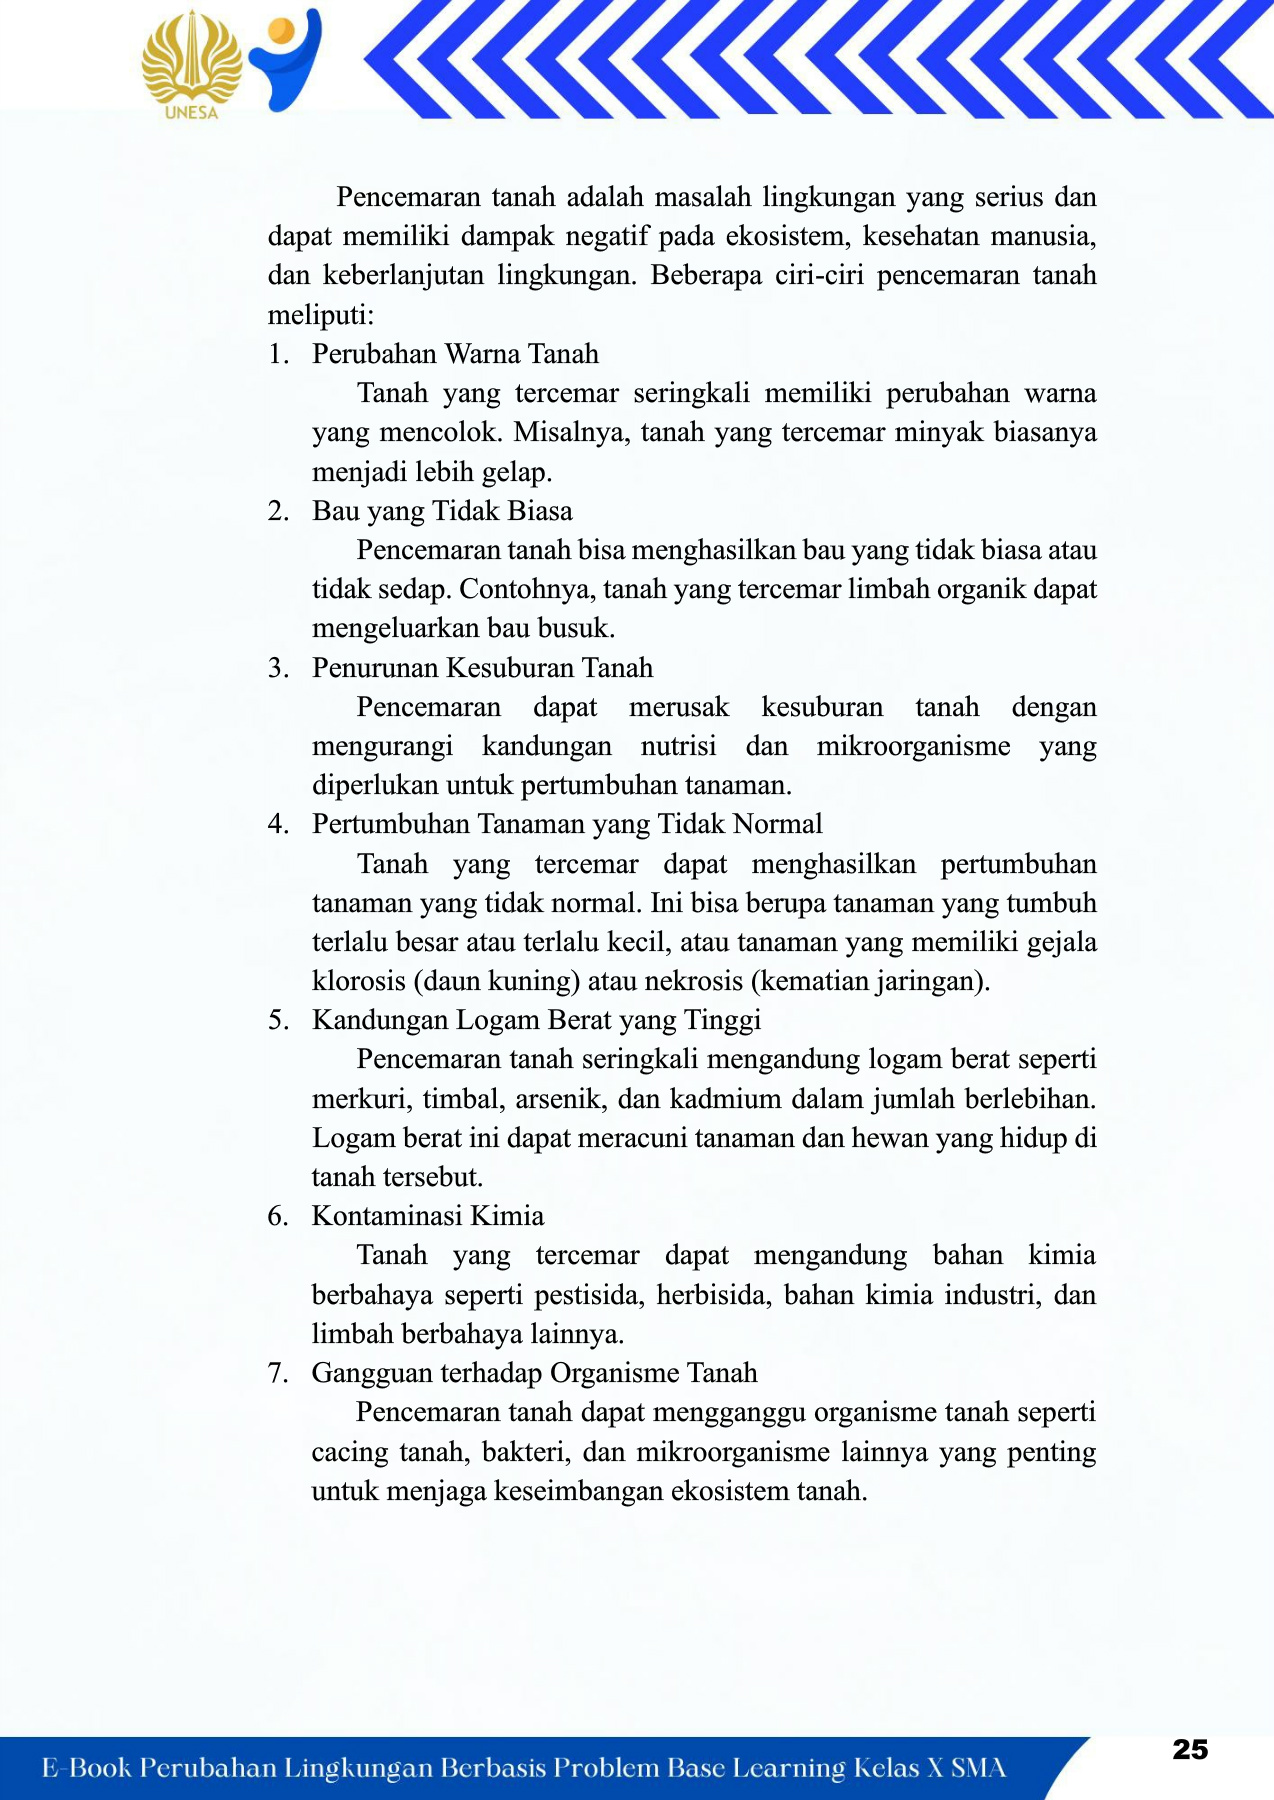 UNESA
Pencemaran tanah adalah masalah lingkungan yang serius dan
dapat memiliki dampak negatif pada ekosistem, kesehatan manusia,
dan keberlanjutan lingkungan. Beberapa ciri-ciri pencemaran tanah
meliputi:
1. Perubahan Warna Tanah
Tanah yang tercemar seringkali memiliki perubahan warna
yang mencolok. Misalnya, tanah yang tercemar minyak biasanya
menjadi lebih gelap.
2. Bau yang Tidak Biasa
Pencemaran tanah bisa menghasilkan bau yang tidak biasa atau
tidak sedap. Contohnya, tanah yang tercemar limbah organik dapat
mengeluarkan bau busuk.
3. Penurunan Kesuburan Tanah
Pencemaran dapat merusak kesuburan tanah dengan
mengurangi kandungan nutrisi dan mikroorganisme yang
diperlukan untuk pertumbuhan tanaman.
4. Pertumbuhan Tanaman yang Tidak Normal
Tanah yang tercemar dapat menghasilkan pertumbuhan
tanaman yang tidak normal. Ini bisa berupa tanaman yang tumbuh
terlalu besar atau terlalu kecil, atau tanaman yang memiliki gejala
klorosis (daun kuning) atau nekrosis (kematian jaringan).
5. Kandungan Logam Berat yang Tinggi
Pencemaran tanah seringkali mengandung logam berat seperti
merkuri, timbal, arsenik, dan kadmium dalam jumlah berlebihan.
Logam berat ini dapat meracuni tanaman dan hewan yang hidup di
tanah tersebut.
6. Kontaminasi Kimia
Tanah yang tercemar dapat mengandung bahan kimia
berbahaya seperti pestisida, herbisida, bahan kimia industri, dan
limbah berbahaya lainnya.
7. Gangguan terhadap Organisme Tanah
Pencemaran tanah dapat mengganggu organisme tanah seperti
cacing tanah, bakteri, dan mikroorganisme lainnya yang penting
untuk menjaga keseimbangan ekosistem tanah.
25
E-Book Perubahan Lingkungan Berbasis Problem Base Learning Kelas X SMA